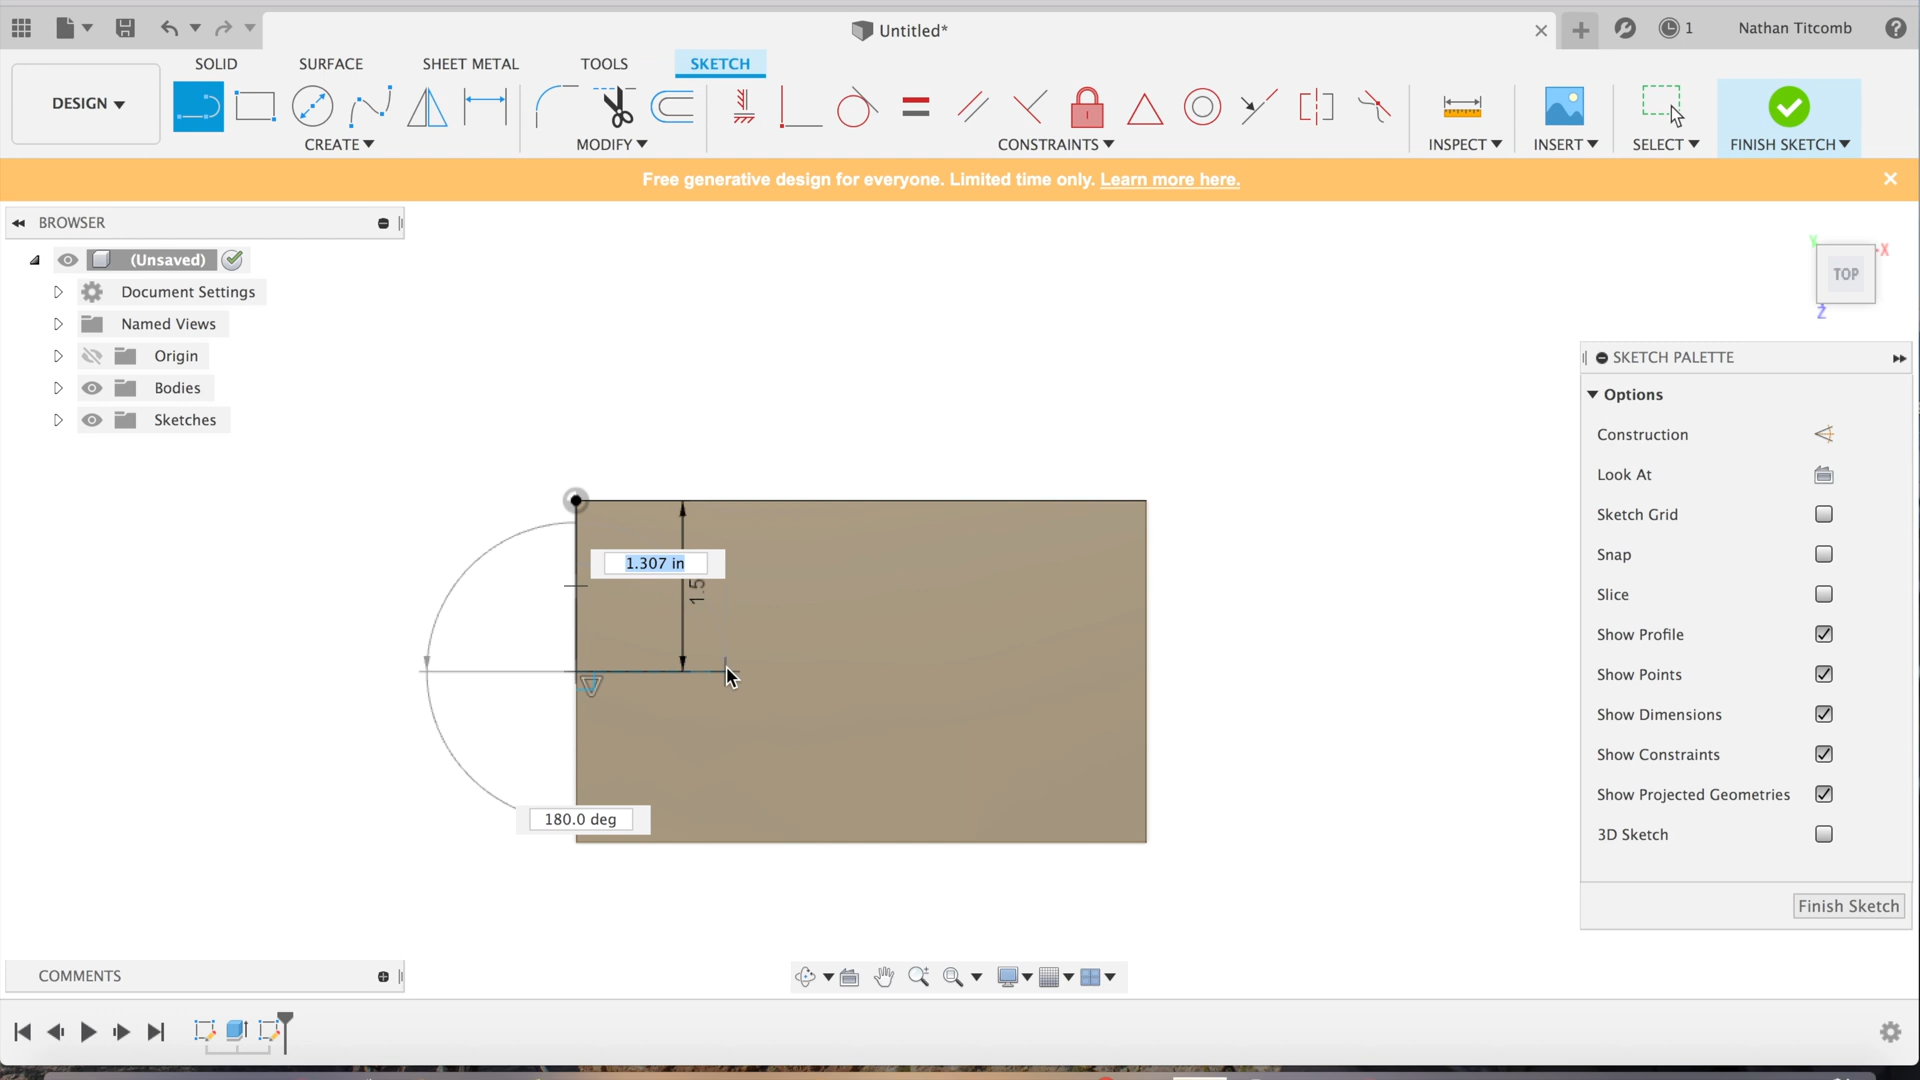 Untitled*
1
Nathan Titcomb
SOLID
SURFACE
SHEET METAL
TOOLS
SKETCH
DESIGN
CREATE
MODIFY
CONSTRAINTS
INSPECT
INSERT
SELECT
FINISH SKETCH
Free generative design for everyone. Limited time only. Learn more here.
BROWSER
(Unsaved)
Document Settings
Named Views
Origin
Bodies
Sketches
Y
X
TOP
Z
SKETCH PALETTE
Options
Construction
Look At
Sketch Grid
Snap
Slice
Show Profile
Show Points
Show Dimensions
Show Constraints
Show Projected Geometries
3D Sketch
Finish Sketch
1.307 in
1.5
180.0 deg
COMMENTS